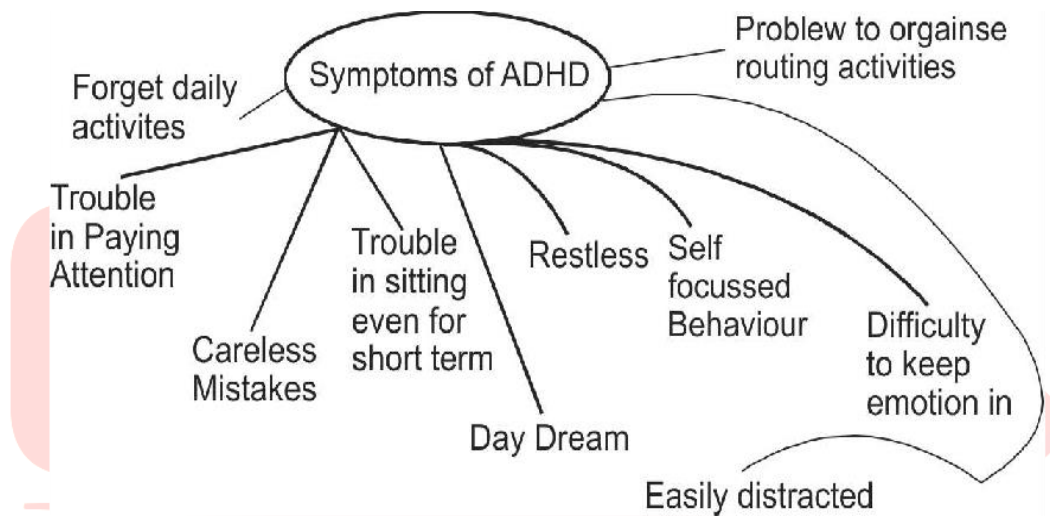 Symptoms of ADHD
Problew to orgainse
routing activities
Forget daily
activites
Trouble
in Paying
Attention
Careless
Mistakes
Trouble
in sitting
even for
short term
Day Dream
Restless
Self
focussed
Behaviour
Difficulty
to keep
emotion in
Easily distracted